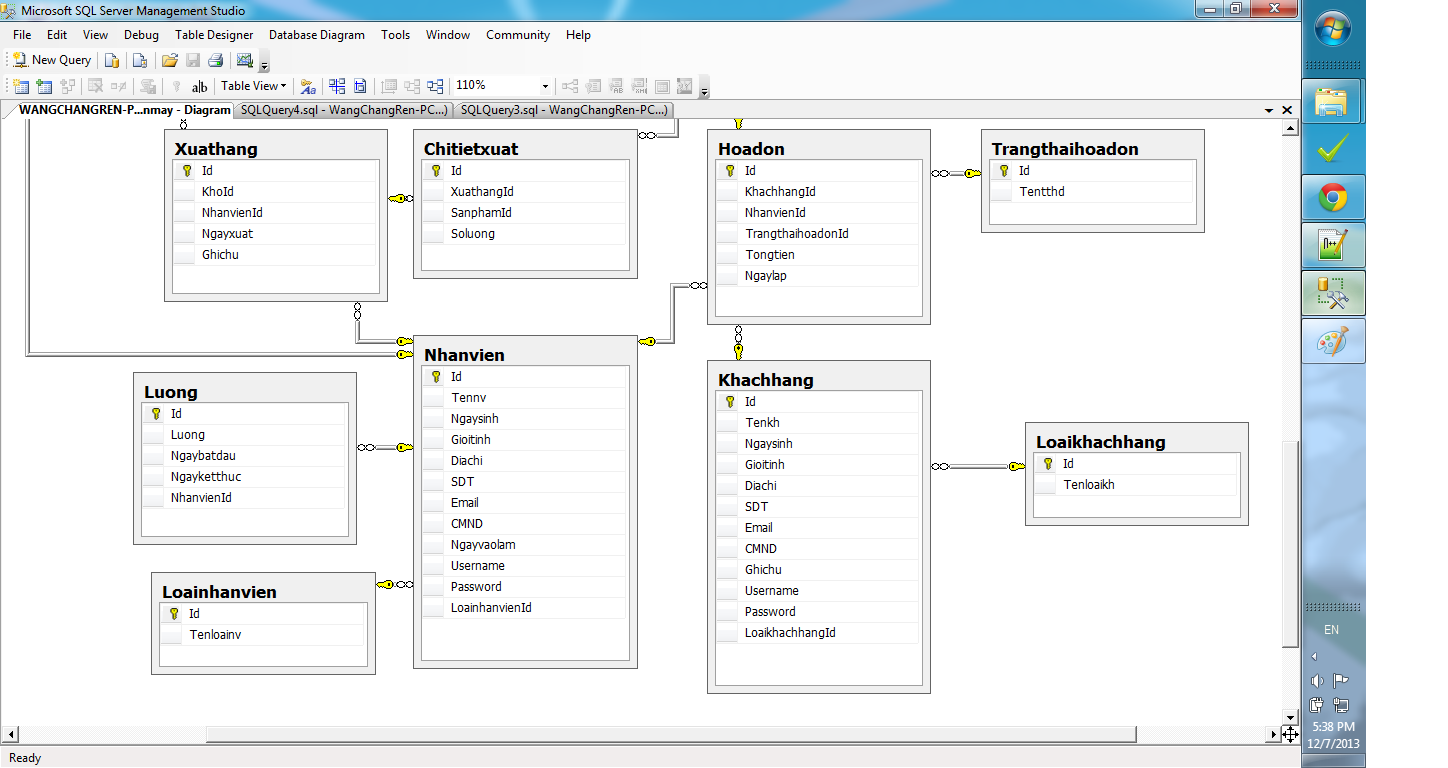 Microsoft SQL Server Management Studio
File Edit View Debug Table Designer Database Diagram Tools Window Community Help
New Query
ab Table View 110%
WANGCHANGREN-P...nmay - Diagram SQLQuery4.sql - WangChangRen-PC...) SQLQuery3.sql - WangChangRen-PC...)
Xuathang
Id
KhoId
NhanvienId
Ngayxuat
Ghichu
Chitietxuat
Id
XuathangId
SanphamId
Soluong
Hoadon
Id
KhachhangId
NhanvienId
TrangthaihoadonId
Tongtien
Ngaylap
Trangthaihoadon
Id
Tentthd
Nhanvien
Id
Tennv
Ngaysinh
Gioitinh
Diachi
SDT
Email
CMND
Ngayvaolam
Username
Password
LoainhanvienId
Luong
Id
Luong
Ngaybatdau
Ngayketthuc
NhanvienId
Loainhanvien
Id
Tenloainv
Khachhang
Id
Tenkh
Ngaysinh
Gioitinh
Diachi
SDT
Email
CMND
Ghichu
Username
Password
LoaikhachhangId
Loaikhachhang
Id
Tenloaikh
EN
5:38 PM
12/7/2013
Ready